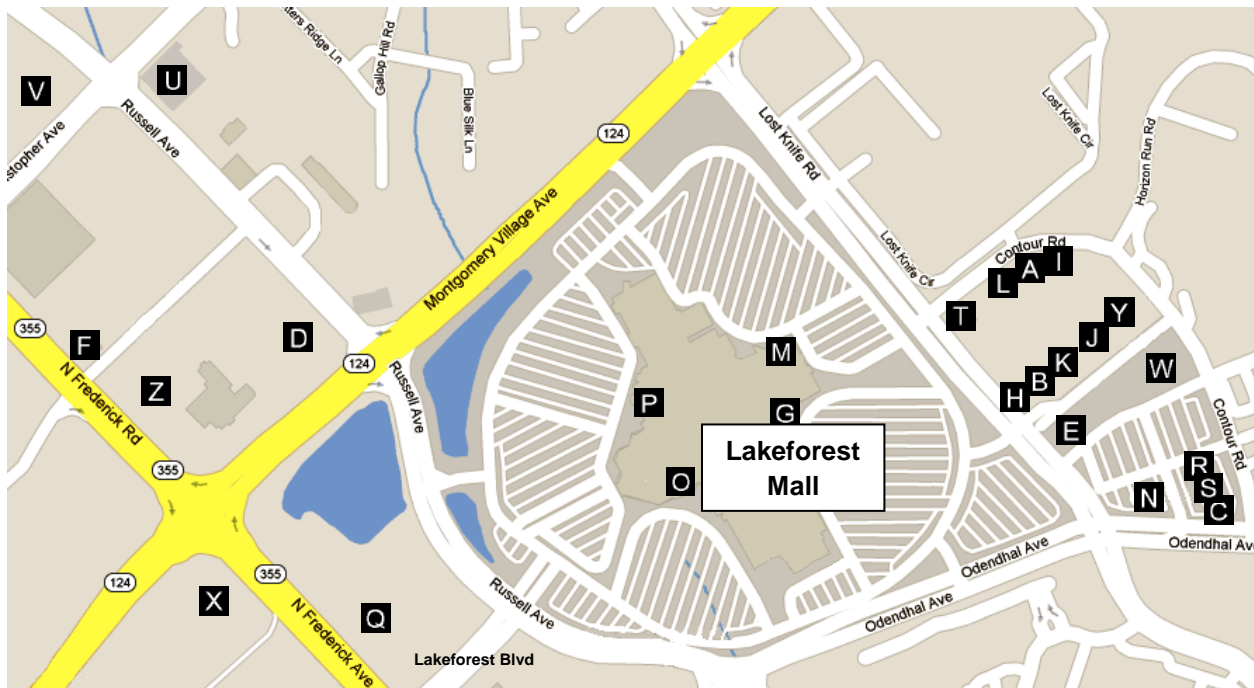 ters Ridge Ln
Gallop Hill Rd
Blue Silk Ln
V
U
Russell Ave
stopher Ave
124
Montgomery Village Ave
Lost Knife Rd
Lost Knife Cir
Horizon Run Rd
Lost Knife Cir
Contour Rd
I
A
L
T
Y
J
K
B
H
W
E
355
F
D
N Frederick Rd
Z
124
Russell Ave
M
P
G
O
Lakeforest
Mall
Contour Rd
R
S
C
N
355
Odendhal Ave
Odendhal Ave
124
355
X
Q
N Frederick Ave
Russell Ave
Odendhal Ave
Lakeforest Blvd